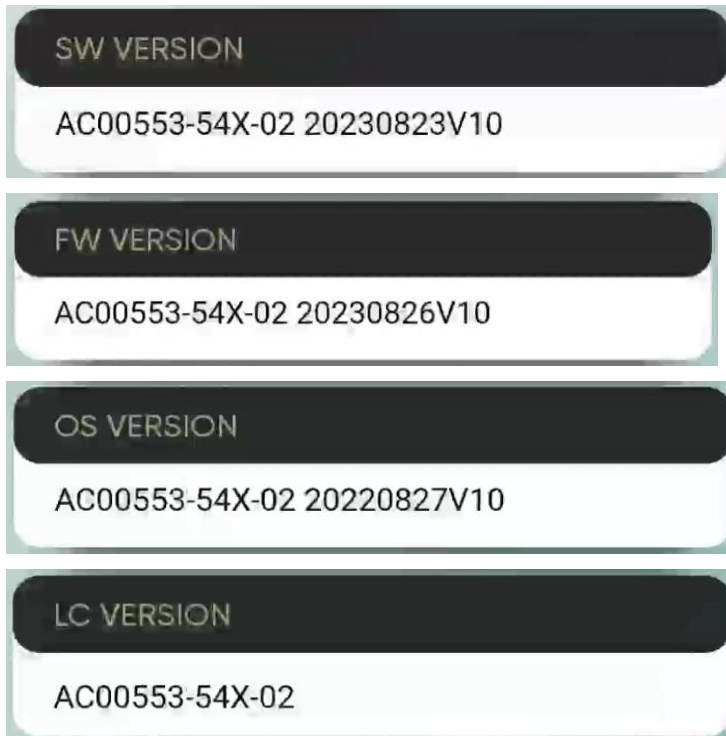 SW VERSION
AC00553-54X-02 20230823V10
FW VERSION
AC00553-54X-02 20230826V10
OS VERSION
AC00553-54X-02 20220827V10
LC VERSION
AC00553-54X-02